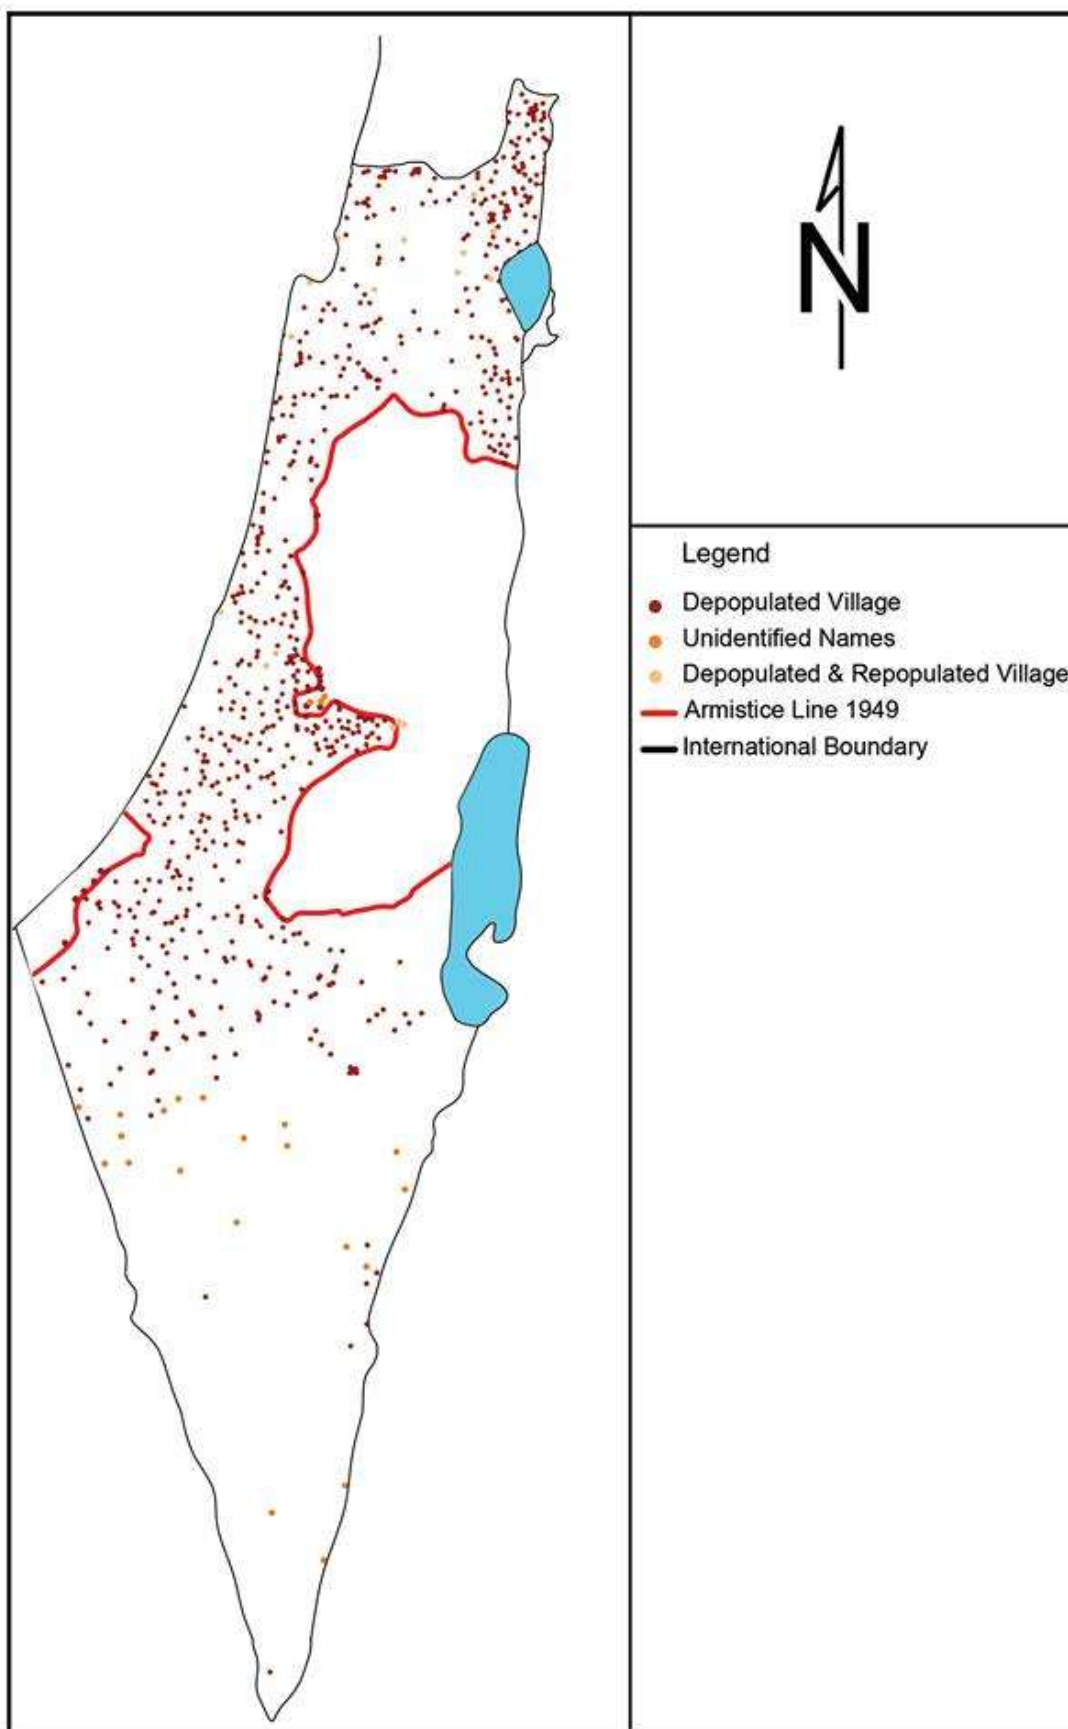 N
Legend
Depopulated Village
Unidentified Names
Depopulated & Repopulated Village
Armistice Line 1949
International Boundary